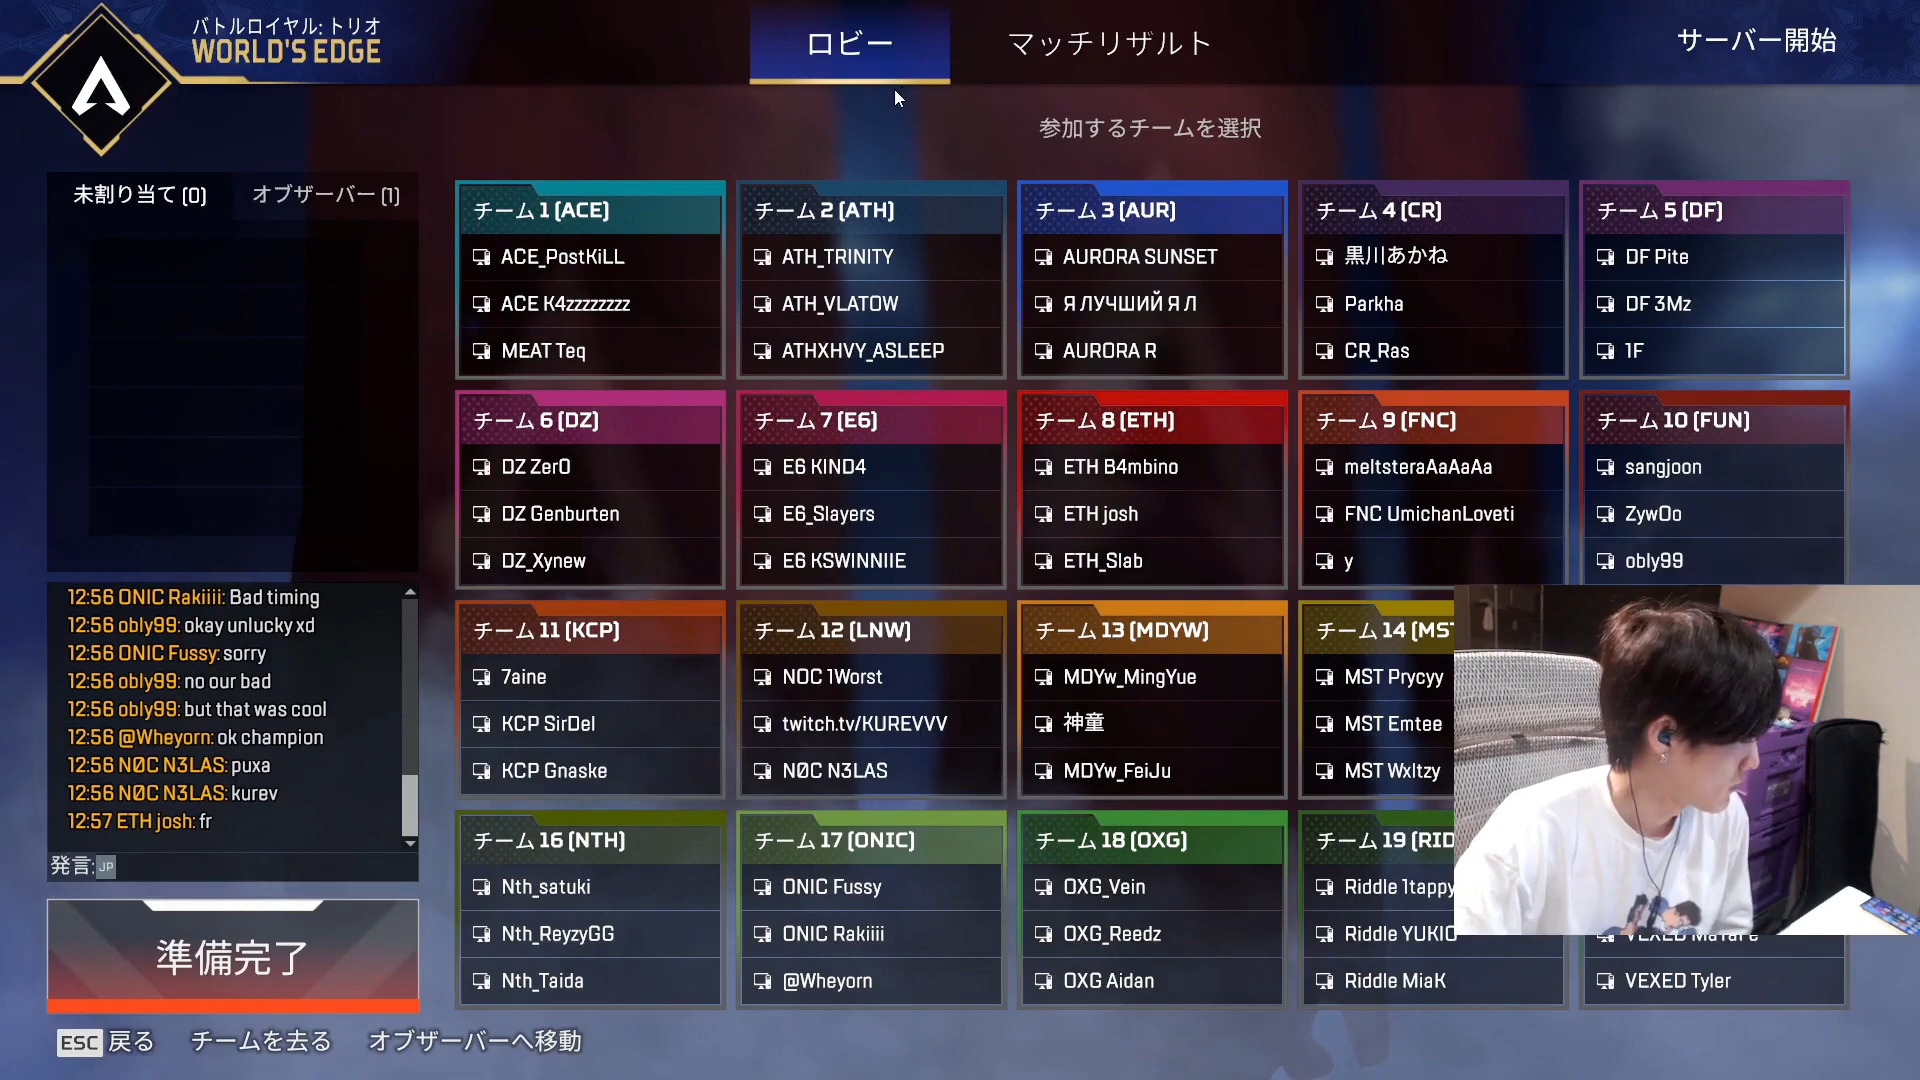 バトルロイヤル: トリオ
WORLD'S EDGE
ロビー
マッチリザルト
サーバー開始
参加するチームを選択
未割り当て (0)
オブザーバー (1)
チーム 1 (ACE)
ACE_PostKiLL
ACE K4zzzzzzzz
MEAT Teq
チーム 2 (ATH)
ATH_TRINITY
ATH_VLATOW
ATHXHVY_ASLEEP
チーム 3 (AUR)
AURORA SUNSET
Я ЛУЧШИЙ Я Л
AURORA R
チーム 4 (CR)
黒川あかね
Parkha
CR_Ras
チーム 5 (DF)
DF Pite
DF 3Mz
1F
チーム 6 (DZ)
DZ Zer0
DZ Genburten
DZ_Xynew
チーム 7 (E6)
E6 KIND4
E6_Slayers
E6 KSWINNIIE
チーム 8 (ETH)
ETH B4mbino
ETH josh
ETH_Slab
チーム 9 (FNC)
meltsteraAaAaAa
FNC UmichanLoveti
y
チーム 10 (FUN)
sangjoon
ZywOo
obly99
チーム 11 (KCP)
7aine
KCP SirDel
KCP Gnaske
チーム 12 (LNW)
NOC 1Worst
twitch.tv/KUREVVV
NØC N3LAS
チーム 13 (MDYW)
MDYw_MingYue
神童
MDYw_FeiJu
チーム 14 (MST
MST Prycyy
MST Emtee
MST Wxltzy
チーム 16 (NTH)
Nth_satuki
Nth_ReyzyGG
Nth_Taida
チーム 17 (ONIC)
ONIC Fussy
ONIC Rakiiii
@Wheyorn
チーム 18 (OXG)
OXG_Vein
OXG_Reedz
OXG Aidan
チーム 19 (RID
Riddle 1tappy
Riddle YUKIO
Riddle MiaK
VEXED Tyler
12:56 ONIC Rakiiii: Bad timing
12:56 obly99: okay unlucky xd
12:56 ONIC Fussy: sorry
12:56 obly99: no our bad
12:56 obly99: but that was cool
12:56 @Wheyorn: ok champion
12:56 NØC N3LAS: puxa
12:56 NØC N3LAS: kurev
12:57 ETH josh: fr
発言: JP
準備完了
ESC 戻る
チームを去る
オブザーバーへ移動